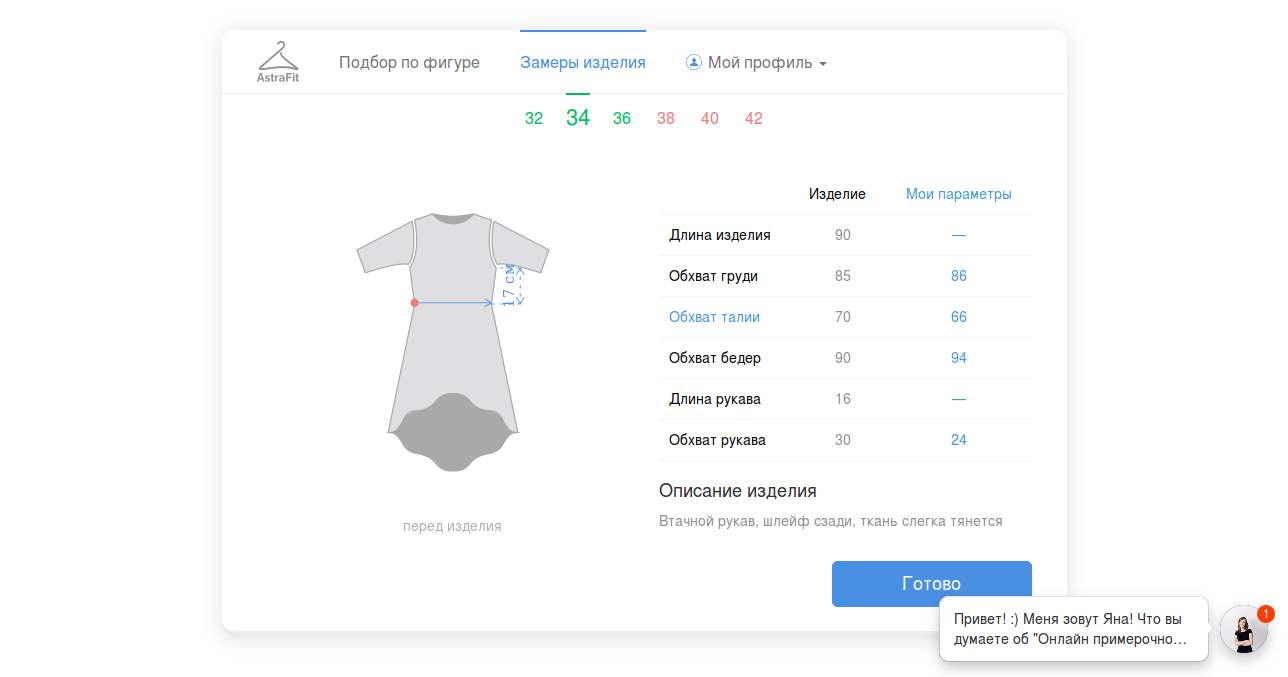 AstraFit
Подбор по фигуре
Замеры изделия
Мой профиль
32 34 36 38 40 42
17 см
перед изделия
Изделие Мои параметры
Длина изделия 90 —
Обхват груди 85 86
Обхват талии 70 66
Обхват бедер 90 94
Длина рукава 16 —
Обхват рукава 30 24
Описание изделия
Втачной рукав, шлейф сзади, ткань слегка тянется
Готово
Привет! :) Меня зовут Яна! Что вы
думаете об "Онлайн примерочно...
1